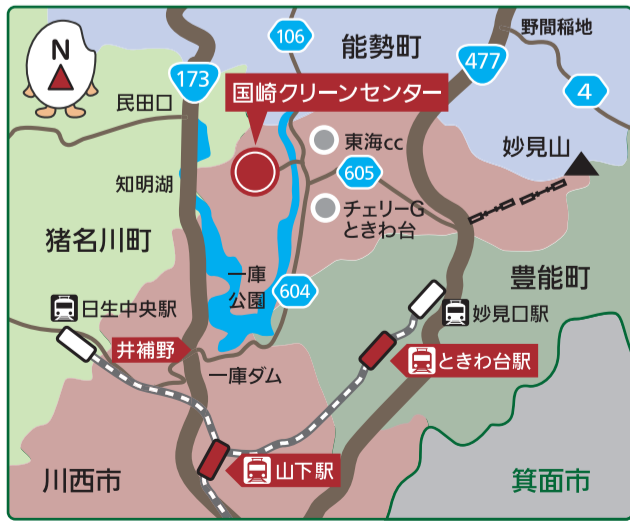 N
173
106
能勢町
477
野間稲地
4
国崎クリーンセンター
民田口
東海cc
妙見山
605
知明湖
チェリーG
ときわ台
猪名川町
一庫
公園
604
豊能町
日生中央駅
妙見口駅
井補野
一庫ダム
ときわ台駅
山下駅
川西市
箕面市